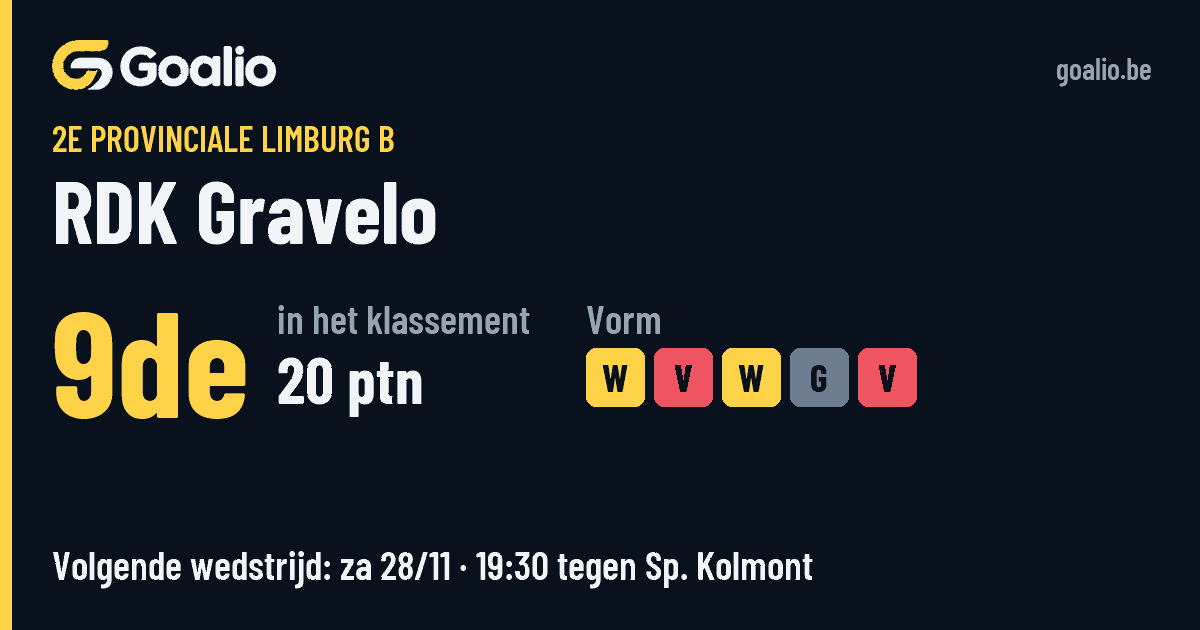 Goalio
goalio.be
2E PROVINCIALE LIMBURG B
RDK Gravelo
9de
in het klassement
20 ptn
Vorm
W V W G V
Volgende wedstrijd: za 28/11 · 19:30 tegen Sp. Kolmont